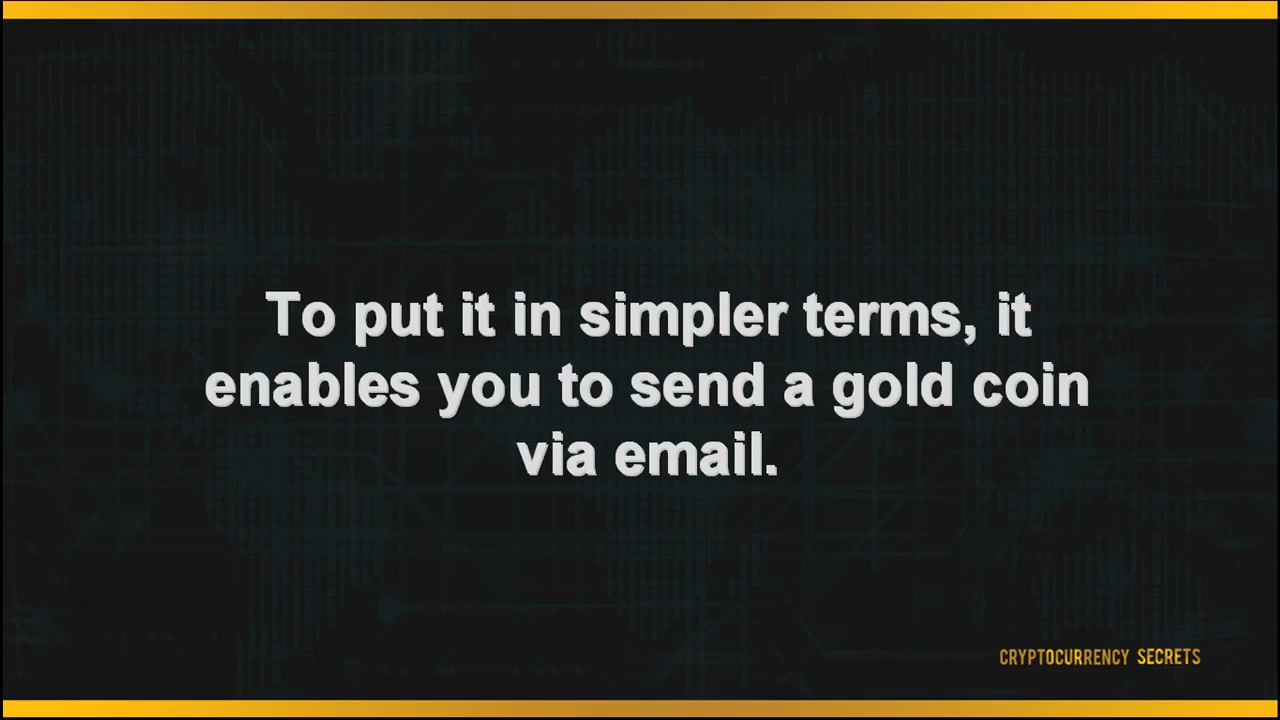 To put it in simpler terms, it
enables you to send a gold coin
via email.
CRYPTOCURRENCY SECRETS